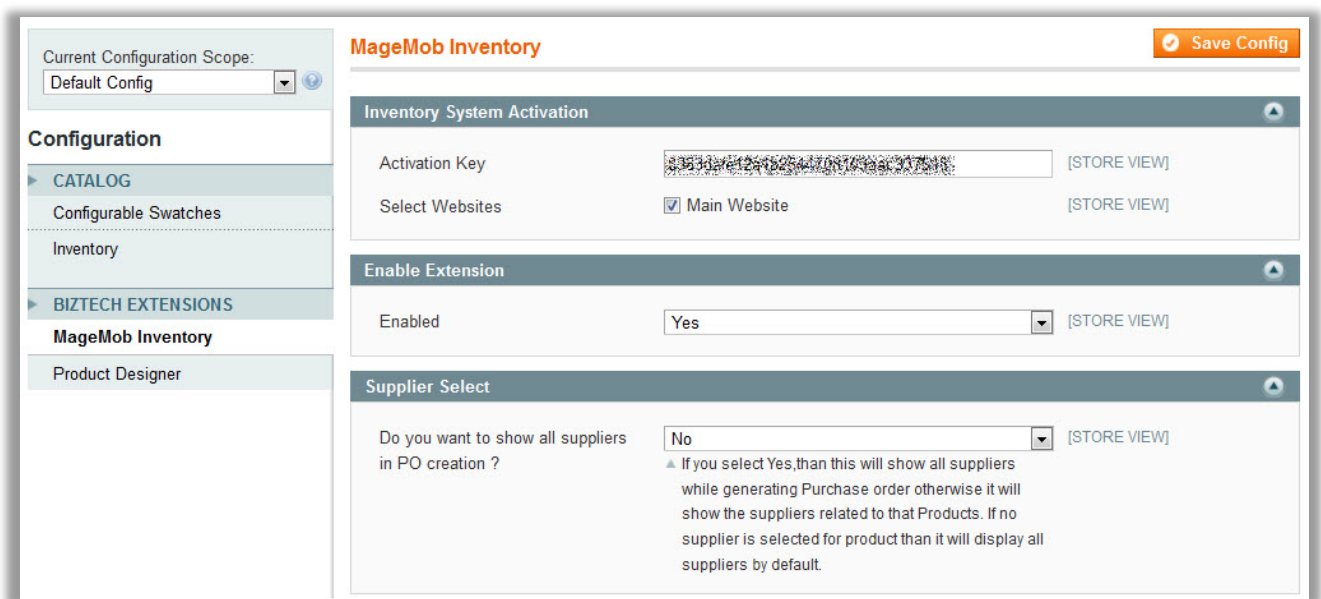 Current Configuration Scope:
Default Config
Configuration
CATALOG
Configurable Swatches
Inventory
BIZTECH EXTENSIONS
MageMob Inventory
Product Designer
MageMob Inventory
Save Config
Inventory System Activation
Activation Key
[STORE VIEW]
Select Websites
Main Website
[STORE VIEW]
Enable Extension
Enabled
Yes
[STORE VIEW]
Supplier Select
Do you want to show all suppliers
in PO creation ?
No
[STORE VIEW]
If you select Yes,than this will show all suppliers
while generating Purchase order otherwise it will
show the suppliers related to that Products. If no
supplier is selected for product than it will display all
suppliers by default.